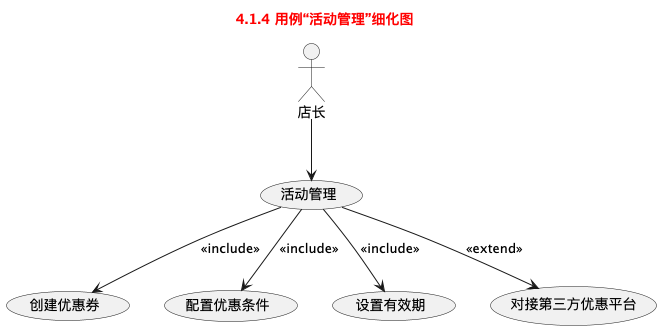 4.1.4 用例“活动管理”细化图
店长
活动管理
«include» «include» «include» «extend»
创建优惠券 配置优惠条件 设置有效期 对接第三方优惠平台